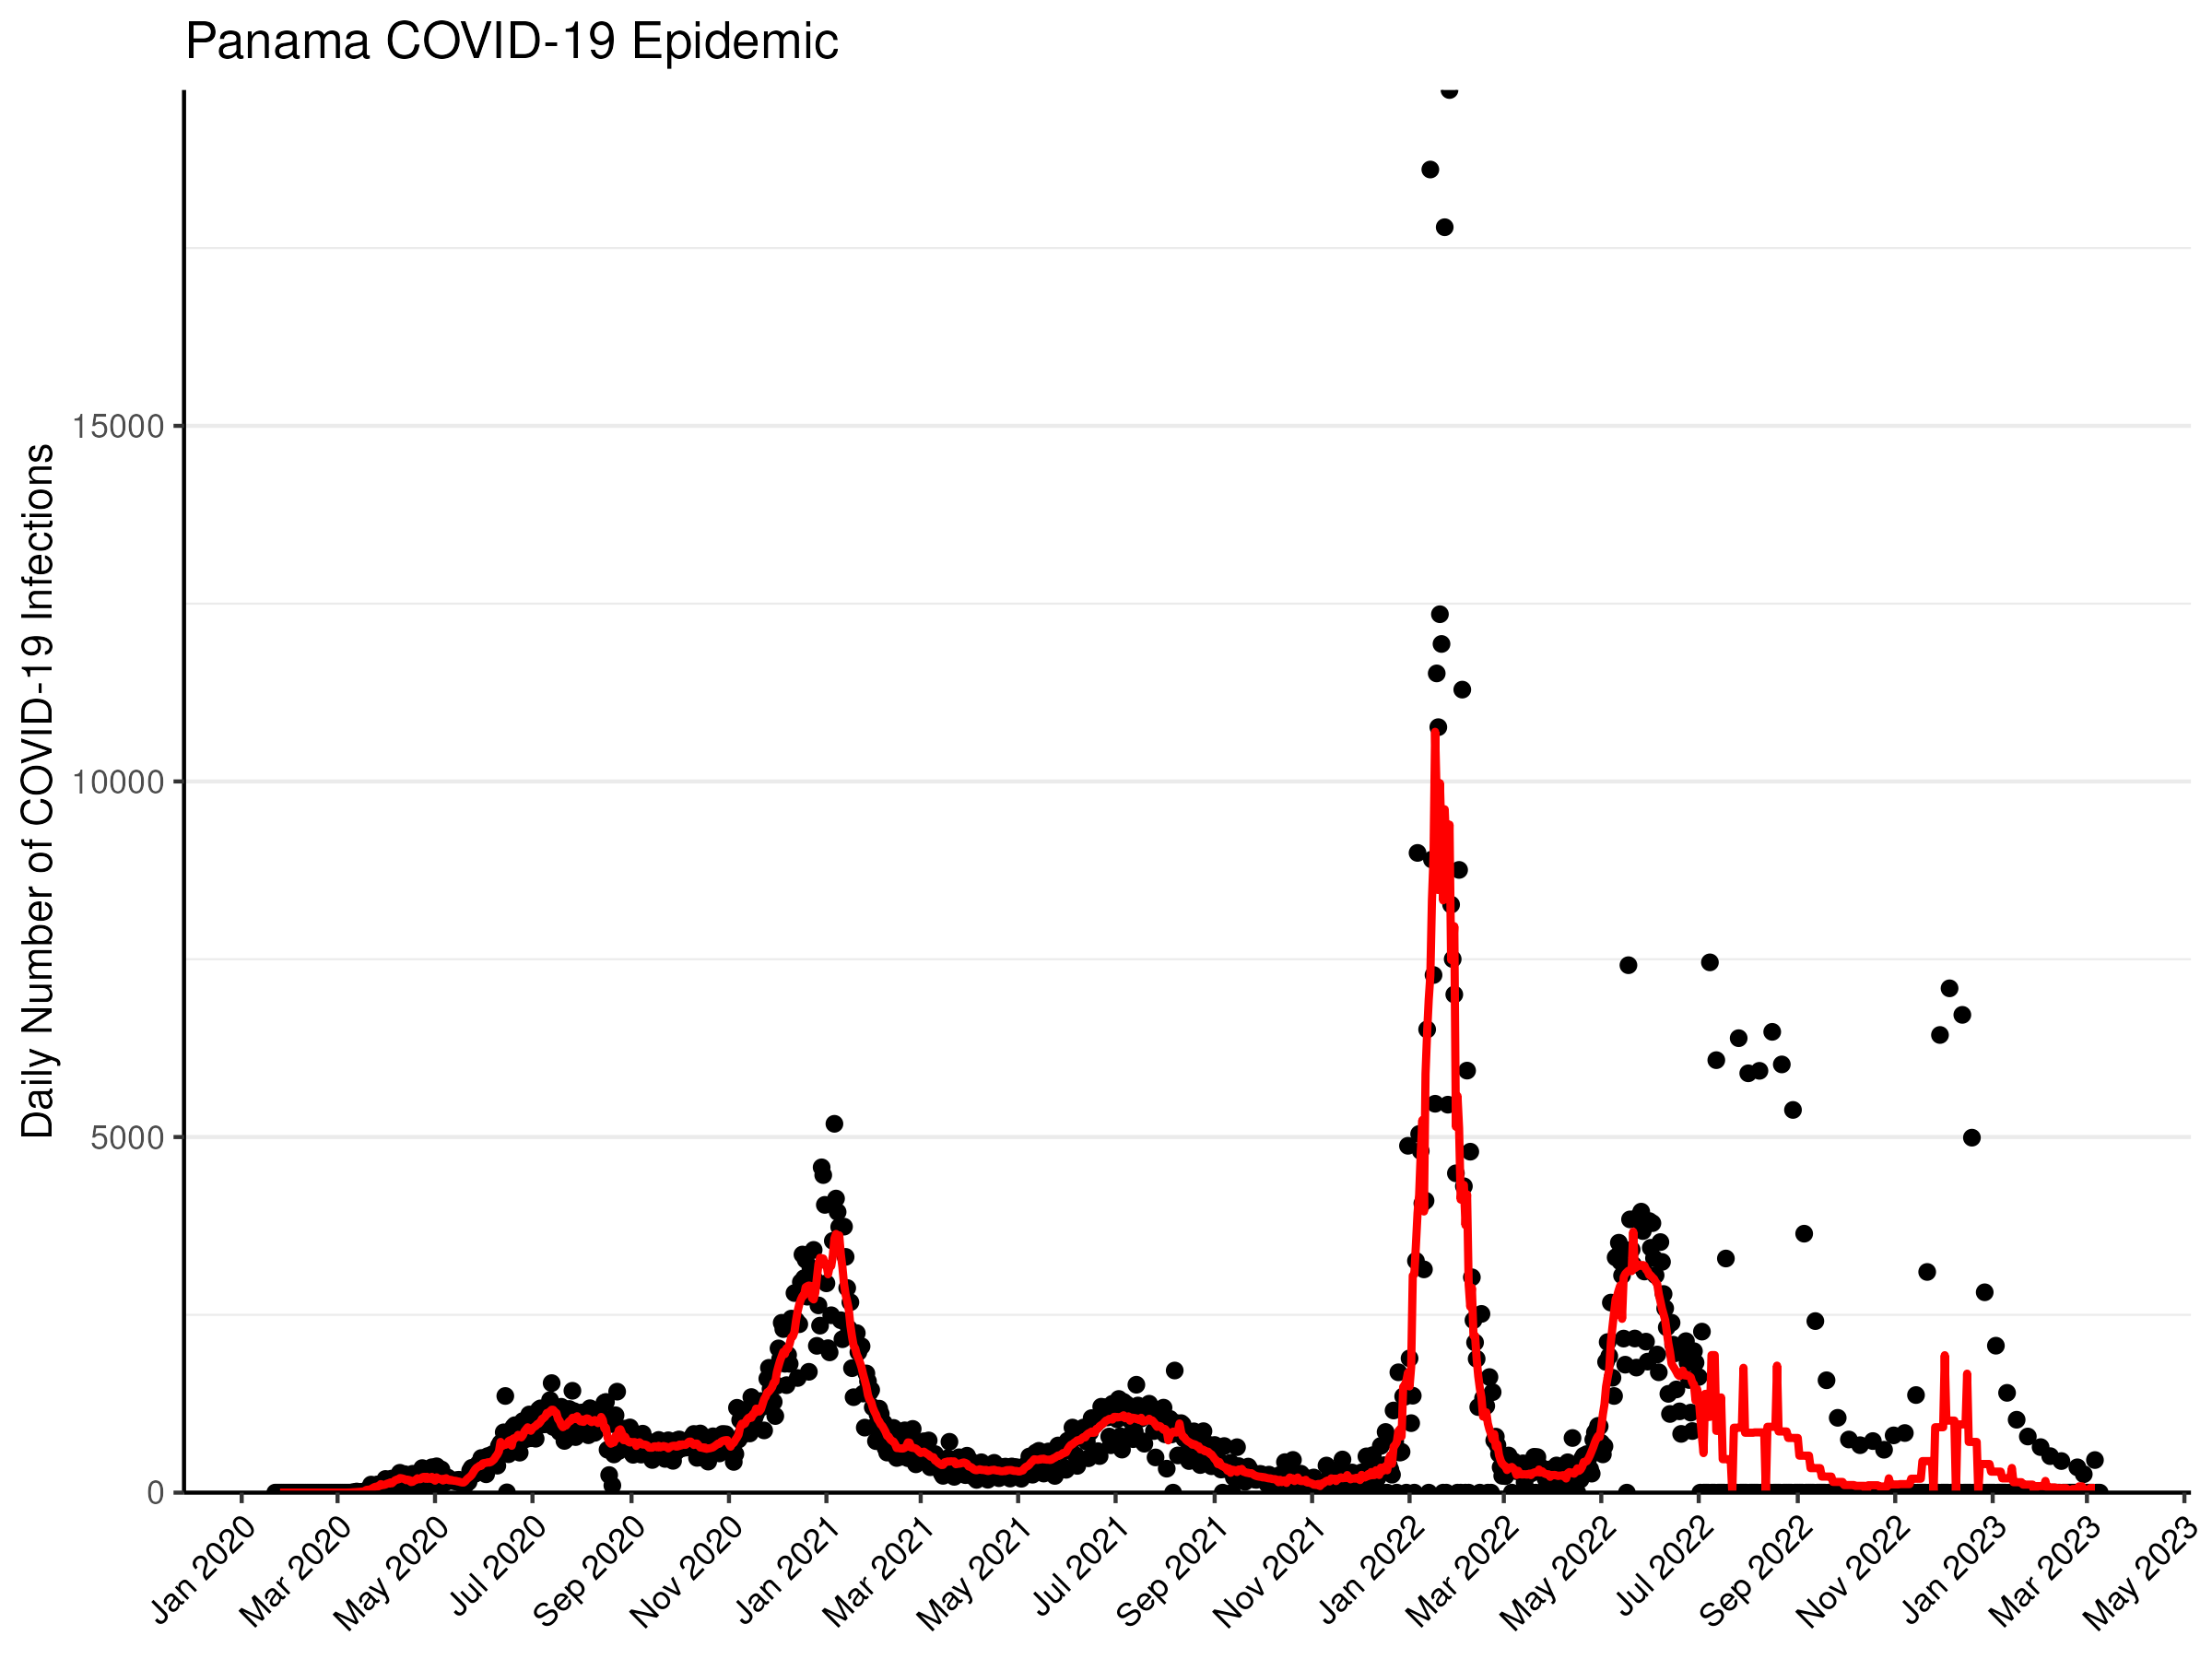 Panama COVID-19 Epidemic
Daily Number of COVID-19 Infections
15000
10000
5000
0
Jan 2020
Mar 2020
May 2020
Jul 2020
Sep 2020
Nov 2020
Jan 2021
Mar 2021
May 2021
Jul 2021
Sep 2021
Nov 2021
Jan 2022
Mar 2022
May 2022
Jul 2022
Sep 2022
Nov 2022
Jan 2023
Mar 2023
May 2023